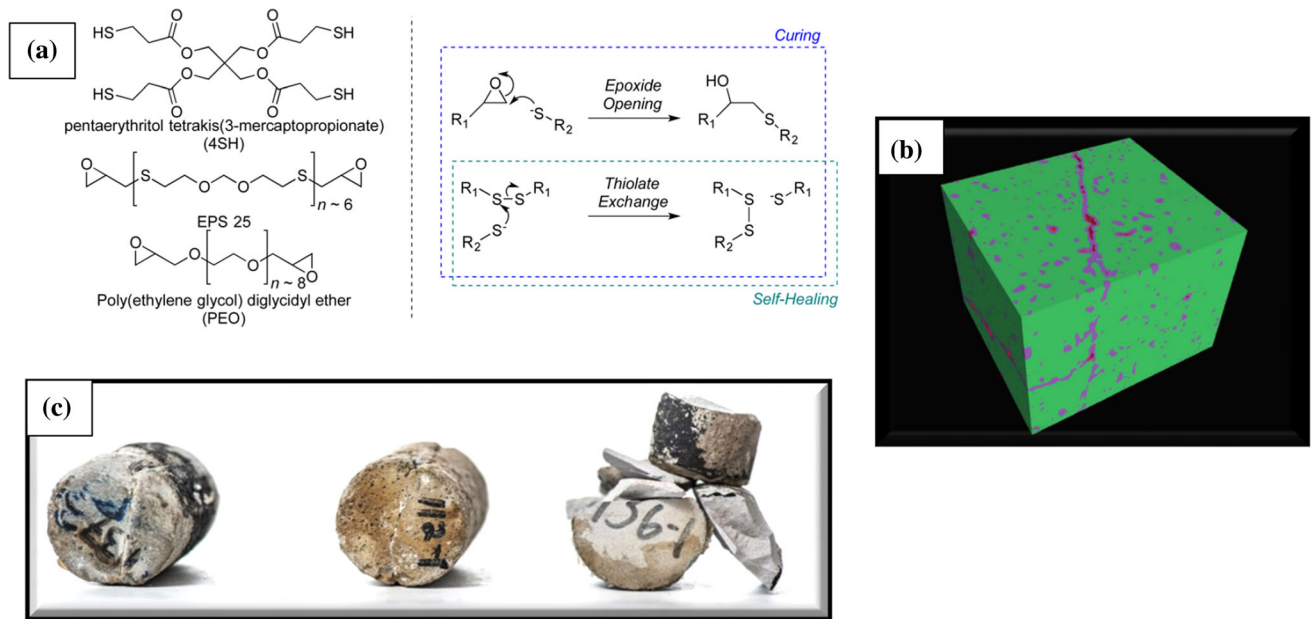 (a)
HS
O
O
O
O
SH
HS
O
O
O
O
SH
pentaerythritol tetrakis(3-mercaptopropionate)
(4SH)
O
S
O
O
S
n ~ 6
O
EPS 25
O
O
O
n ~ 8
O
Poly(ethylene glycol) diglycidyl ether
(PEO)
Curing
O
R1
-S
R2
Epoxide
Opening
HO
R1
S
R2
R1
S-S
R1
S-
R2
Thiolate
Exchange
R1
S
S
R2
-S
R1
Self-Healing
(b)
(c)
156-1